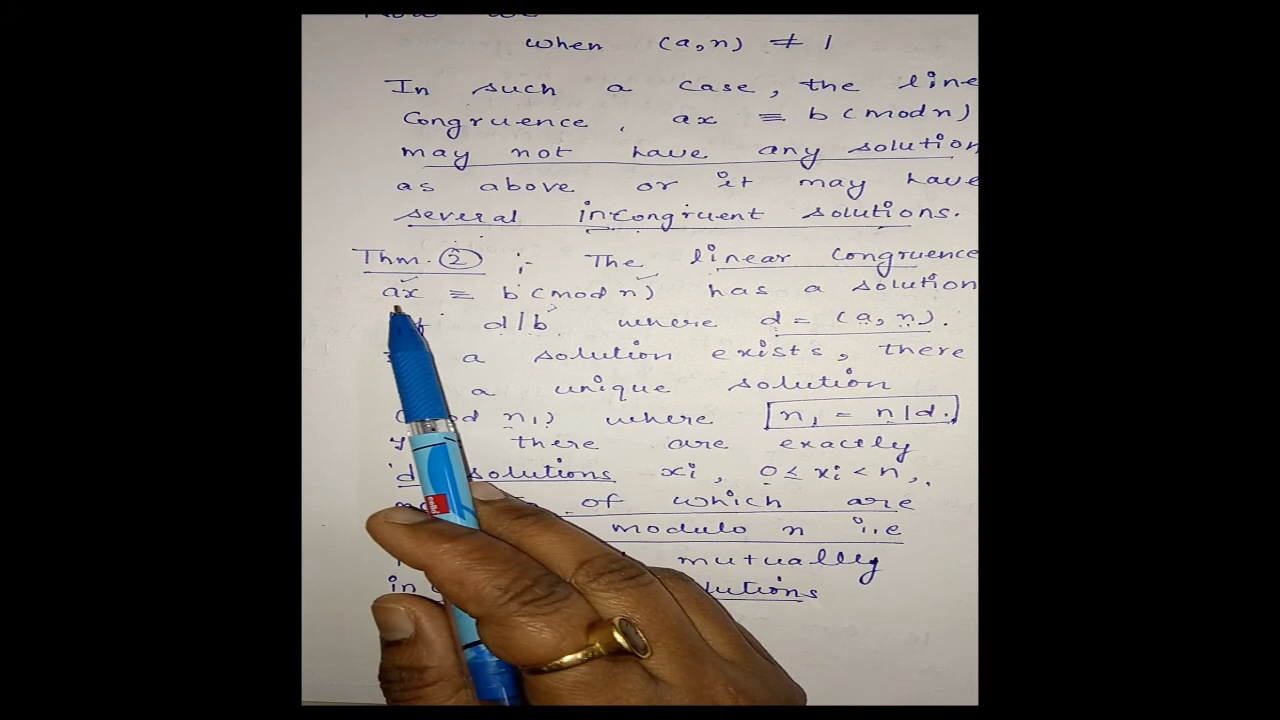 when (a,n) ≠ 1
In such a case, the line
Congruence, ax ≡ b (mod n)
may not have any solution
as above or it may have
several incongruent solutions.
Thm. ② :- The linear congruence
ax ≡ b (mod n) has a solution
d/b where d = (a, n).
a solution exists, there
a unique solution
n₁) where n₁ = n/d.
there are exactly
'd solutions xi, 0 ≤ xi < n,
of which are
modulo n i.e
mutually